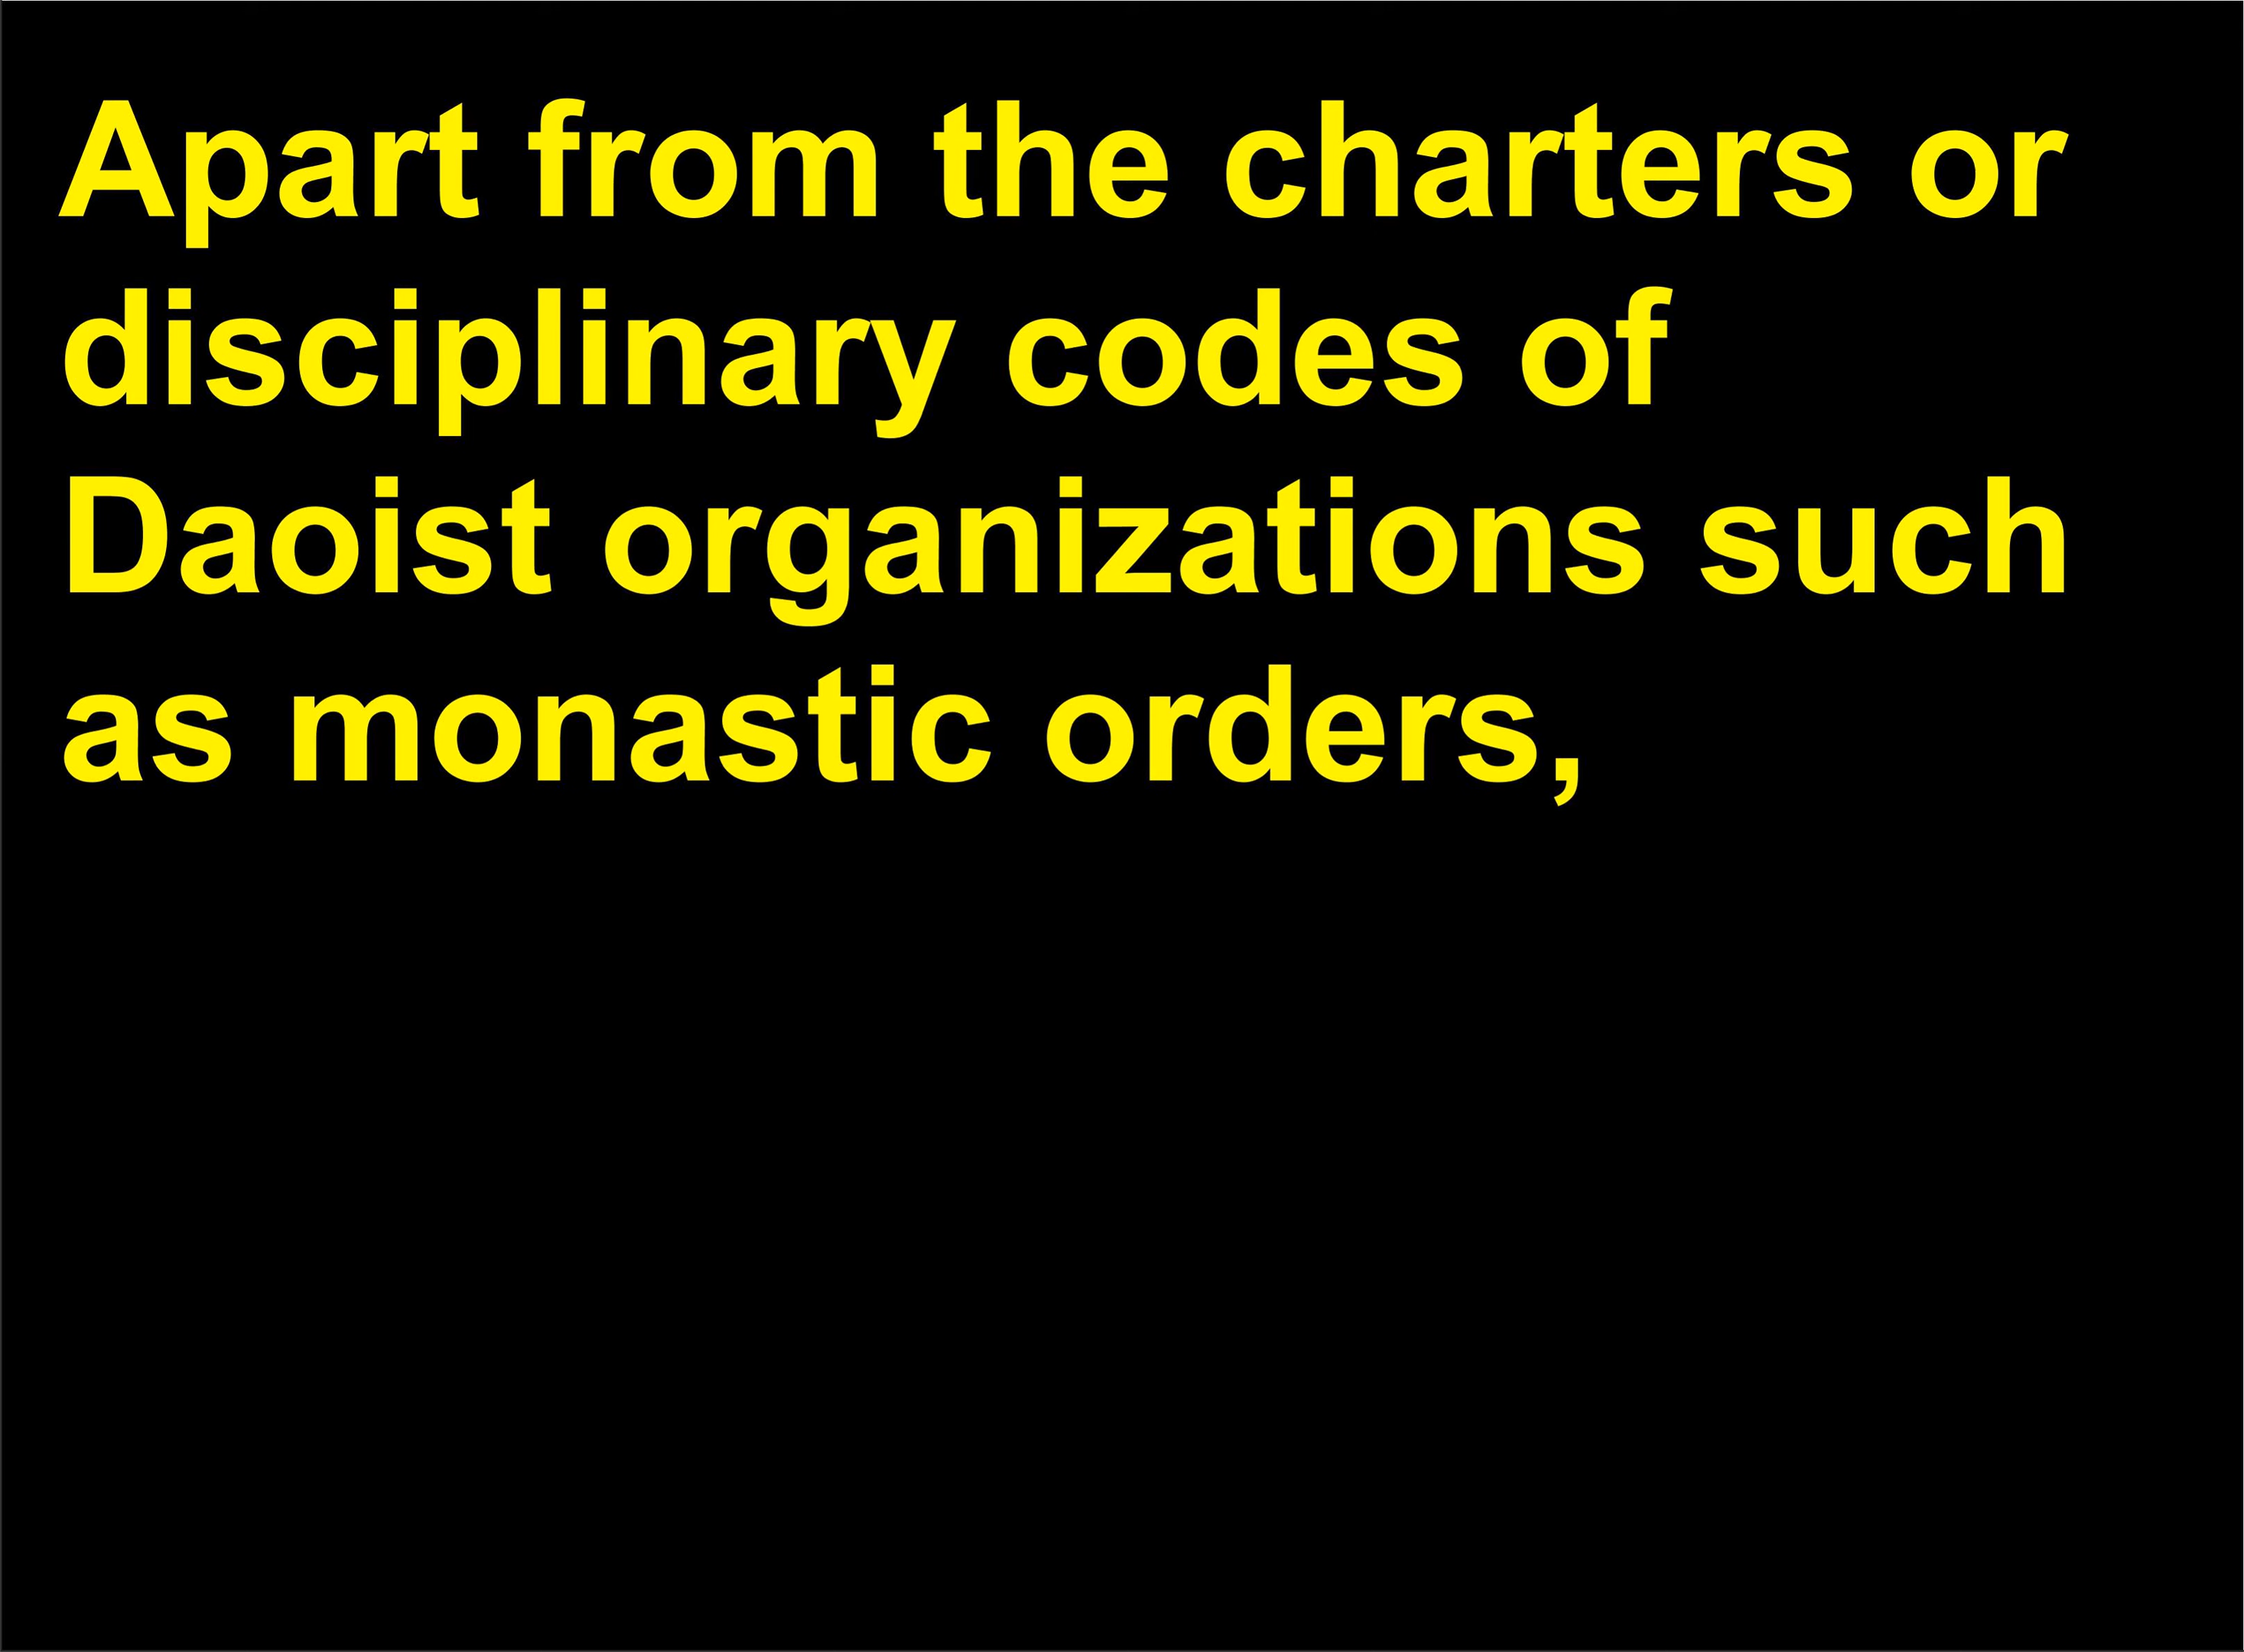 Apart from the charters or
disciplinary codes of
Daoist organizations such
as monastic orders,